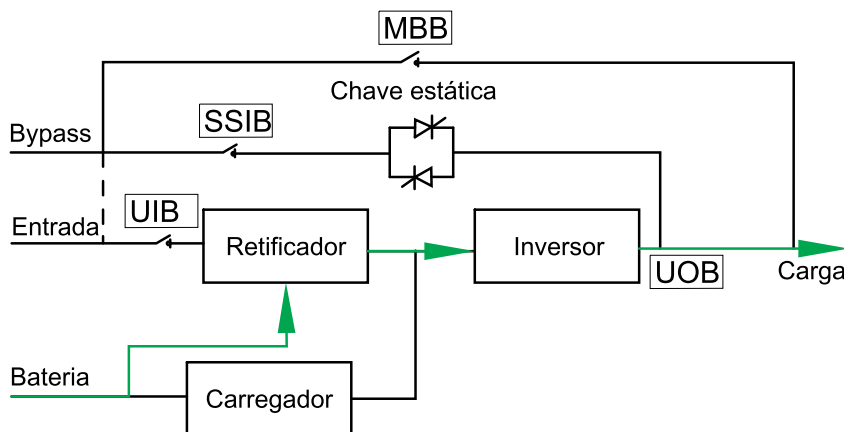 MBB
Chave estática
SSIB
Bypass
UIB
Entrada
Retificador
Inversor
UOB
Carga
Bateria
Carregador